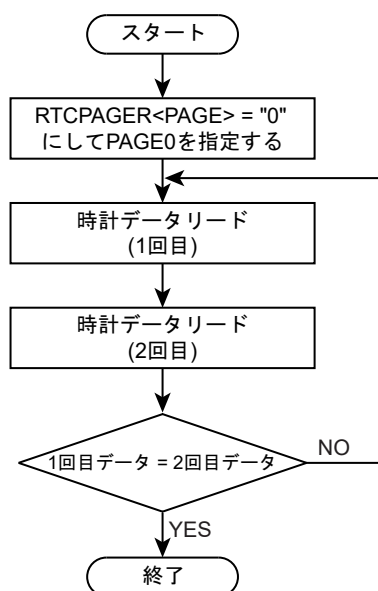 スタート
RTCPAGER<PAGE> = "0"
にしてPAGE0を指定する
時計データリード
(1回目)
時計データリード
(2回目)
1回目データ = 2回目データ
NO
YES
終了